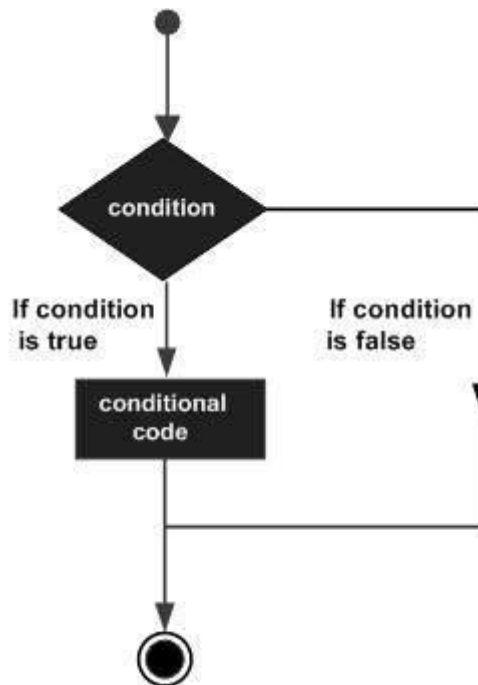 condition
If condition
is true
If condition
is false
conditional
code